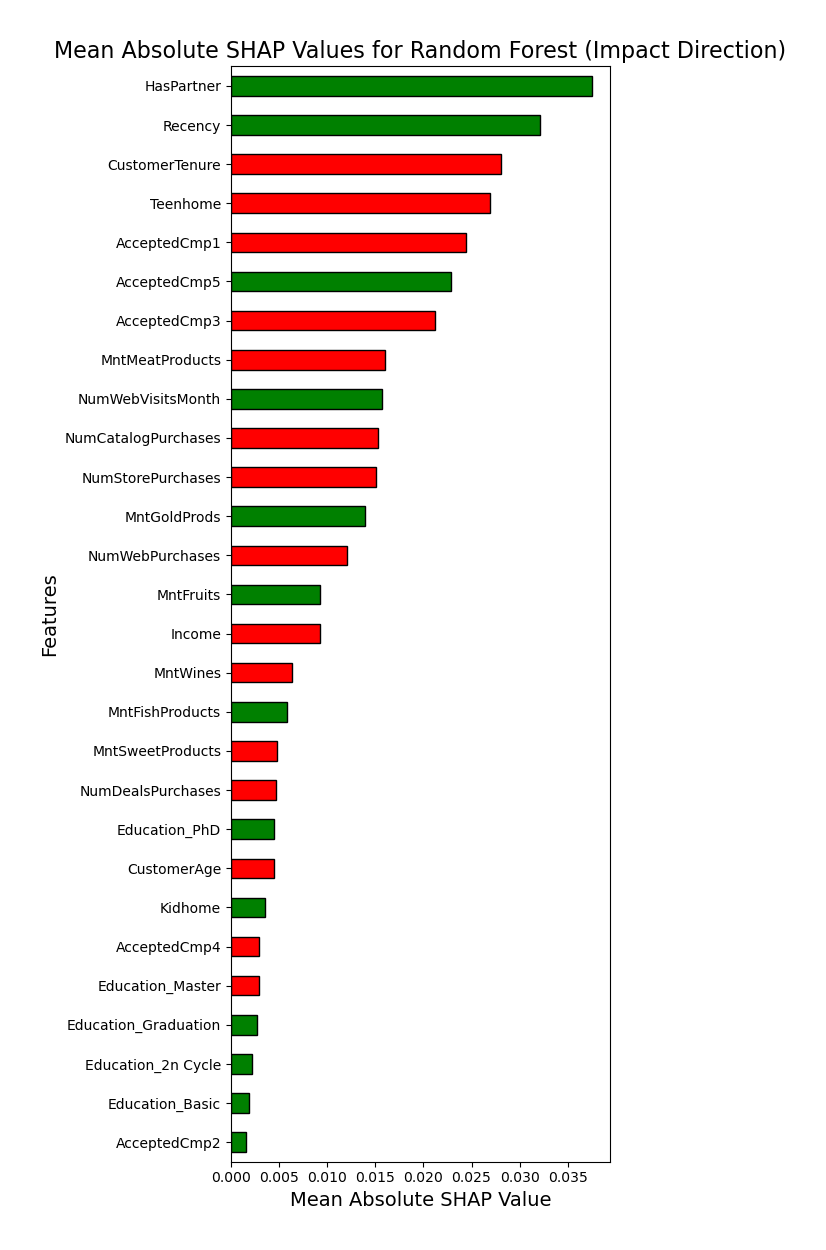 Mean Absolute SHAP Values for Random Forest (Impact Direction)
HasPartner
Recency
CustomerTenure
Teenhome
AcceptedCmp1
AcceptedCmp5
AcceptedCmp3
MntMeatProducts
NumWebVisitsMonth
NumCatalogPurchases
NumStorePurchases
MntGoldProds
NumWebPurchases
MntFruits
Income
MntWines
MntFishProducts
MntSweetProducts
NumDealsPurchases
Education_PhD
CustomerAge
Kidhome
AcceptedCmp4
Education_Master
Education_Graduation
Education_2n Cycle
Education_Basic
AcceptedCmp2
Features
0.000 0.005 0.010 0.015 0.020 0.025 0.030 0.035
Mean Absolute SHAP Value